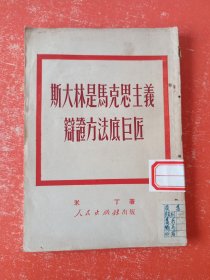 斯大林是馬克思主義
辯證方法底巨匠
米丁著
人民出版社出版